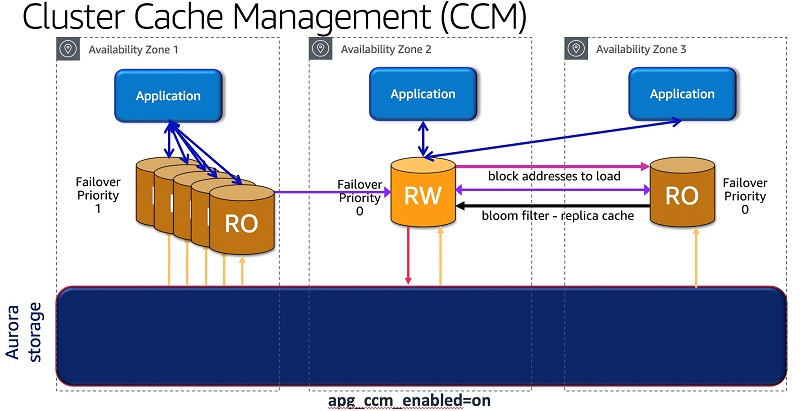 Cluster Cache Management (CCM)
Availability Zone 1
Availability Zone 2
Availability Zone 3
Application
Application
Application
Failover
Priority
1
RO
Failover
Priority
0
RW
block addresses to load
bloom filter - replica cache
RO
Failover
Priority
0
Aurora
storage
apg_ccm_enabled=on